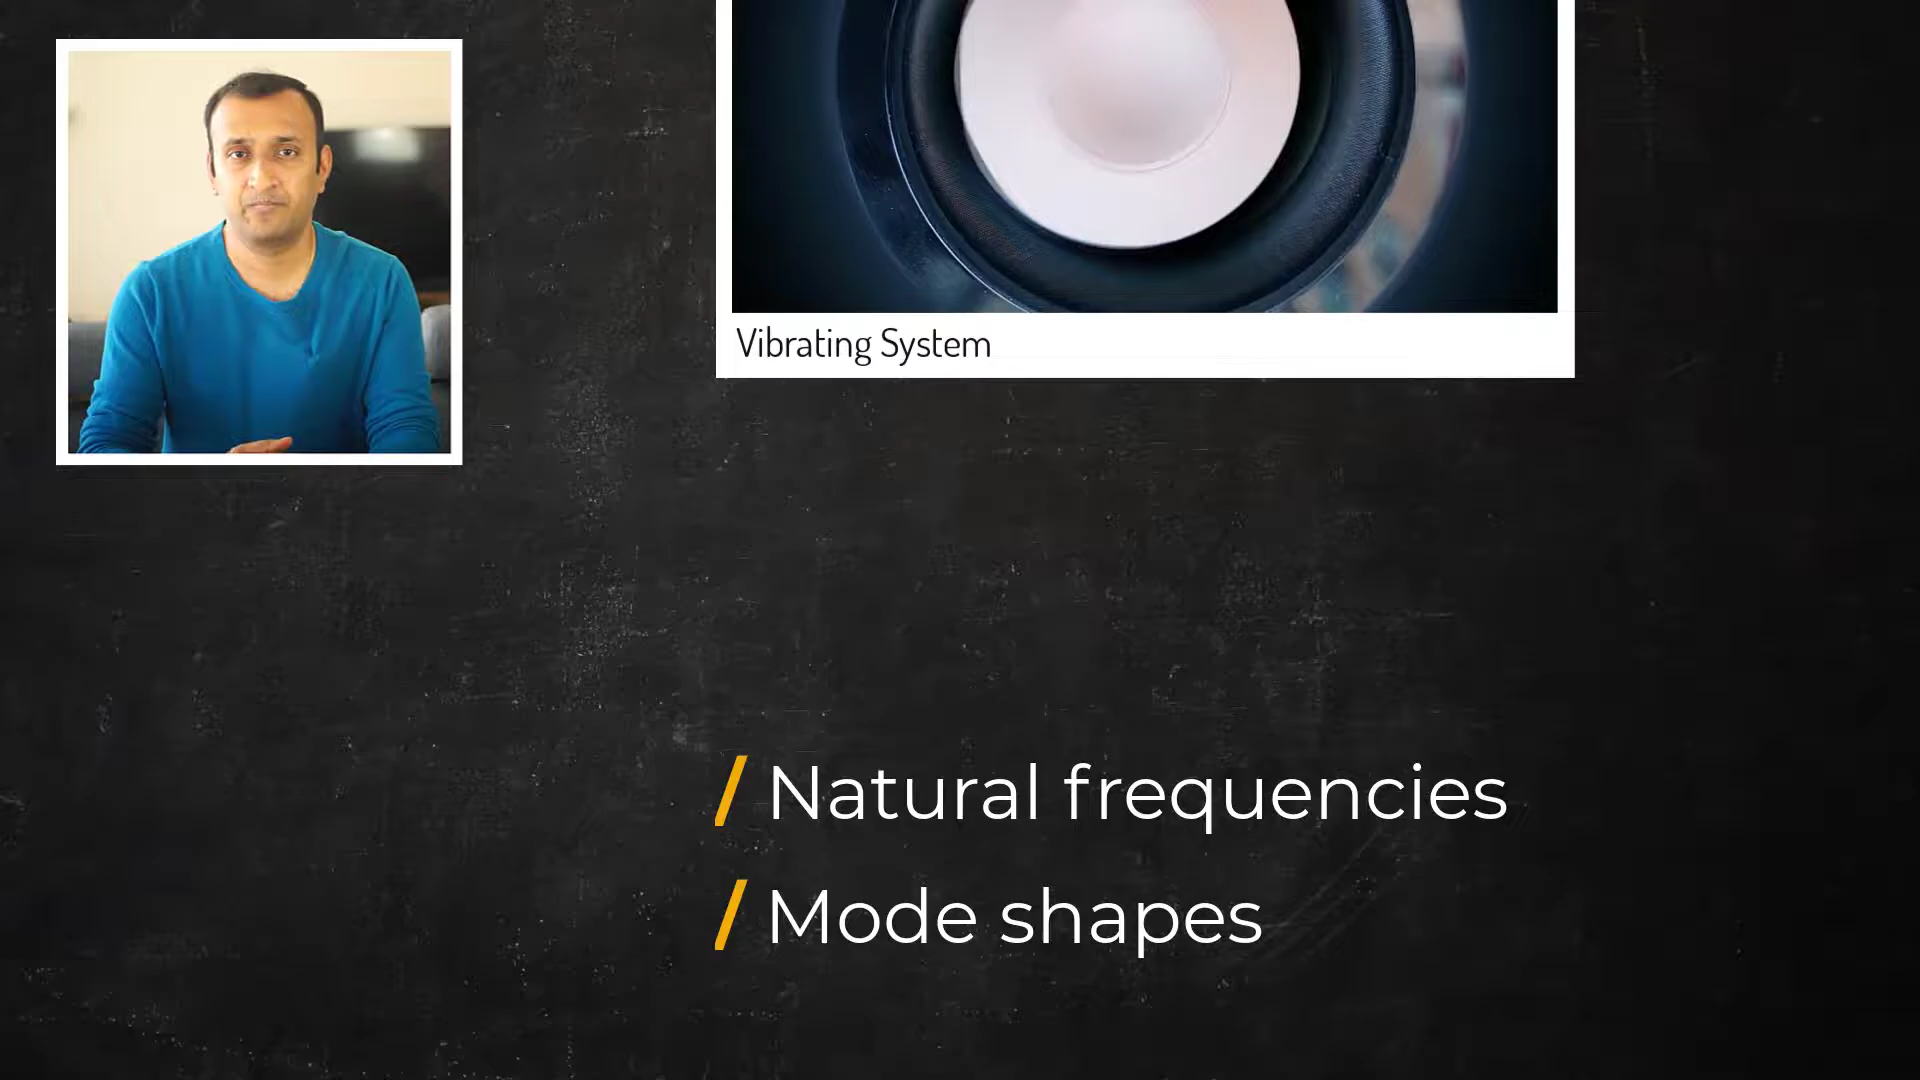 Vibrating System
/ Natural frequencies
/ Mode shapes